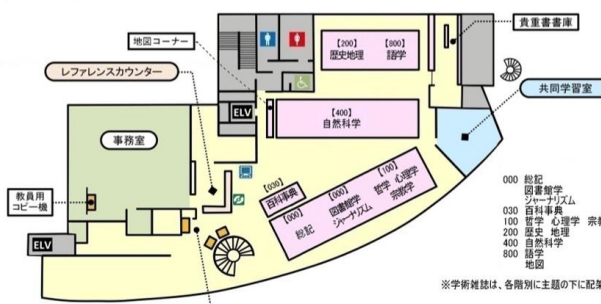 地図コーナー
レファレンスカウンター
事務室
教員用
コピー機
ELV
ELV
【200】
歴史地理
【800】
語学
【400】
自然科学
【030】
百科事典
【000】
総記
【000】
図書館学
ジャーナリズム
【100】
哲学 心理学
宗教学
貴重書書庫
共同学習室
000 総記
図書館学
ジャーナリズム
030 百科事典
100 哲学 心理学 宗教
200 歴史 地理
400 自然科学
800 語学
地図
※学術雑誌は、各階別に主題の下に配架